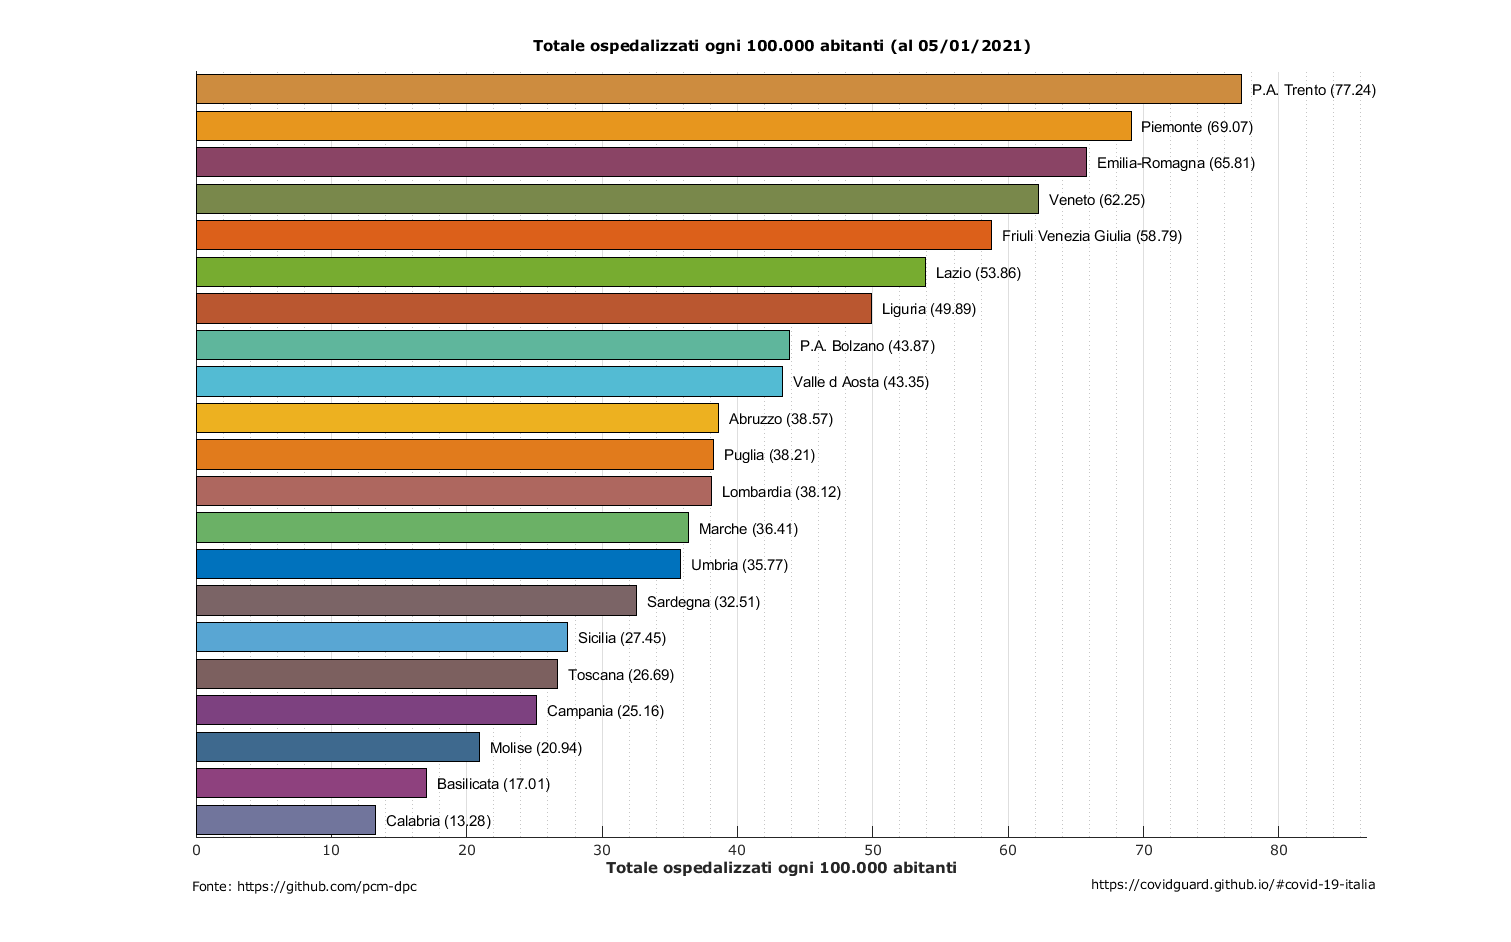 Totale ospedalizzati ogni 100.000 abitanti (al 05/01/2021)
P.A. Trento (77.24)
Piemonte (69.07)
Emilia-Romagna (65.81)
Veneto (62.25)
Friuli Venezia Giulia (58.79)
Lazio (53.86)
Liguria (49.89)
P.A. Bolzano (43.87)
Valle d Aosta (43.35)
Abruzzo (38.57)
Puglia (38.21)
Lombardia (38.12)
Marche (36.41)
Umbria (35.77)
Sardegna (32.51)
Sicilia (27.45)
Toscana (26.69)
Campania (25.16)
Molise (20.94)
Basilicata (17.01)
Calabria (13.28)
0 10 20 30 40 50 60 70 80
Totale ospedalizzati ogni 100.000 abitanti
Fonte: https://github.com/pcm-dpc
https://covidguard.github.io/#covid-19-italia